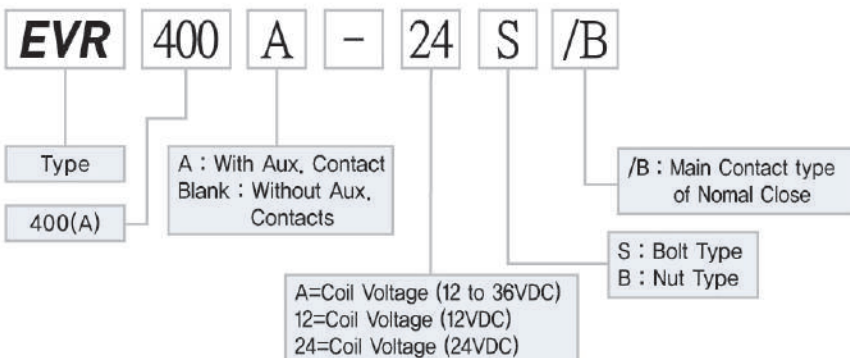 EVR 400 A - 24 S /B
Type
400(A)
A : With Aux. Contact
Blank : Without Aux.
Contacts
A=Coil Voltage (12 to 36VDC)
12=Coil Voltage (12VDC)
24=Coil Voltage (24VDC)
S : Bolt Type
B : Nut Type
/B : Main Contact type
of Nomal Close